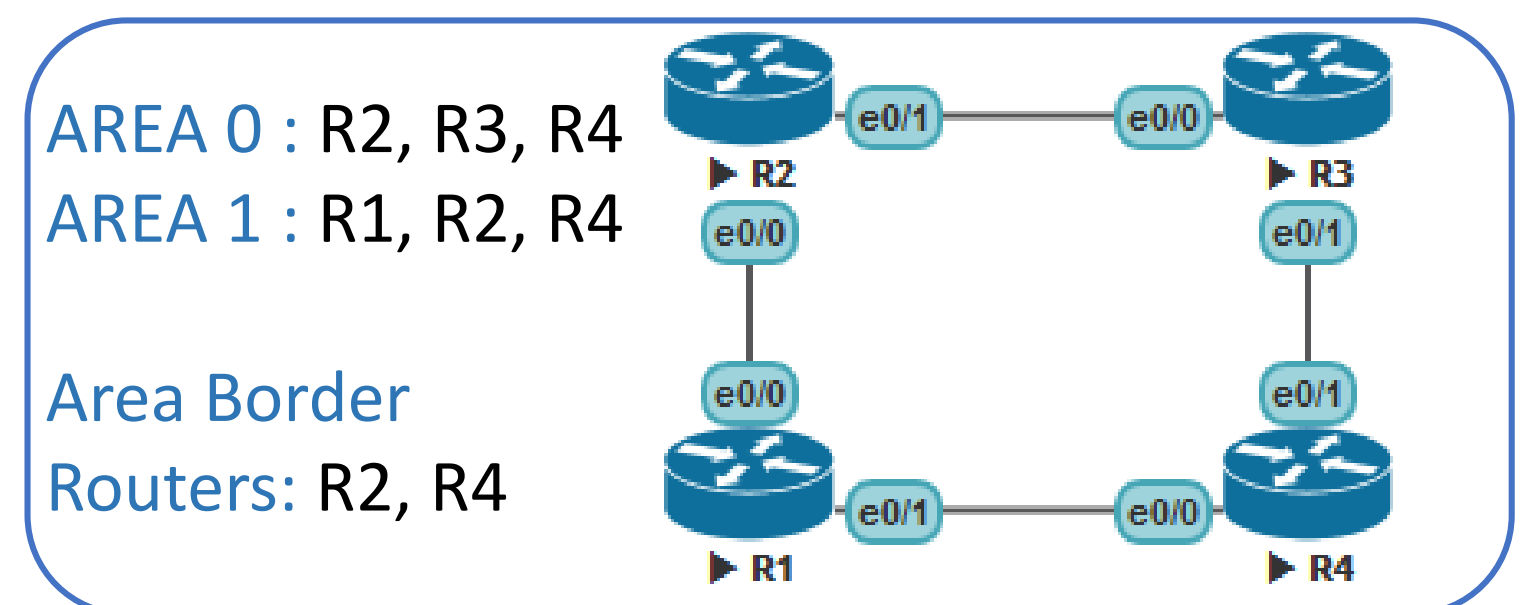 AREA 0 : R2, R3, R4
AREA 1 : R1, R2, R4
Area Border
Routers: R2, R4
e0/1
e0/0
R2
R3
e0/0
e0/1
e0/0
e0/1
e0/1
e0/0
R1
R4